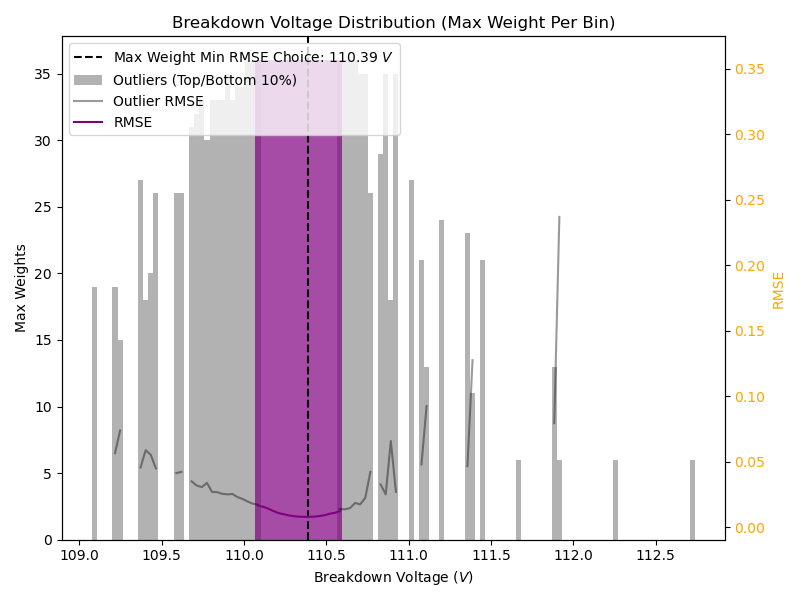 Breakdown Voltage Distribution (Max Weight Per Bin)
Max Weight Min RMSE Choice: 110.39 V
Outliers (Top/Bottom 10%)
Outlier RMSE
RMSE
Max Weights
35
30
25
20
15
10
5
0
0.35
0.30
0.25
0.20
0.15
0.10
0.05
0.00
RMSE
109.0 109.5 110.0 110.5 111.0 111.5 112.0 112.5
Breakdown Voltage (V)